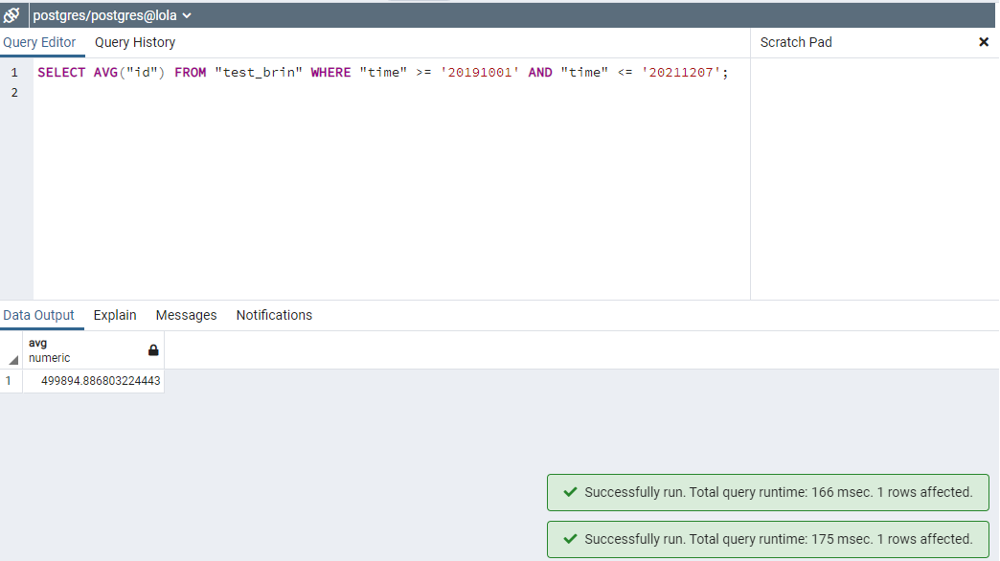 postgres/postgres@lola
Query Editor Query History
Scratch Pad
1 SELECT AVG("id") FROM "test_brin" WHERE "time" >= '20191001' AND "time" <= '20211207';
2
Data Output Explain Messages Notifications
avg
numeric
1 499894.886803224443
Successfully run. Total query runtime: 166 msec. 1 rows affected.
Successfully run. Total query runtime: 175 msec. 1 rows affected.